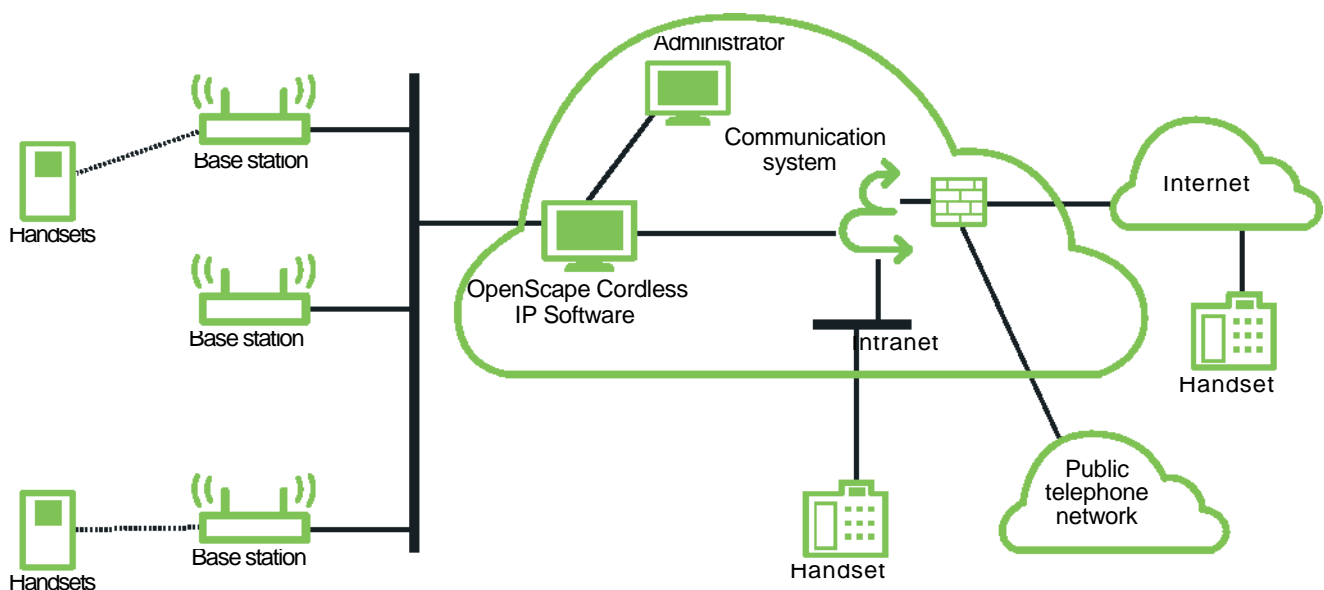 Administrator
Base station
Communication
system
Internet
Handsets
OpenScape Cordless
IP Software
Base station
Intranet
Handset
Public
telephone
network
Base station
Handsets
Handset